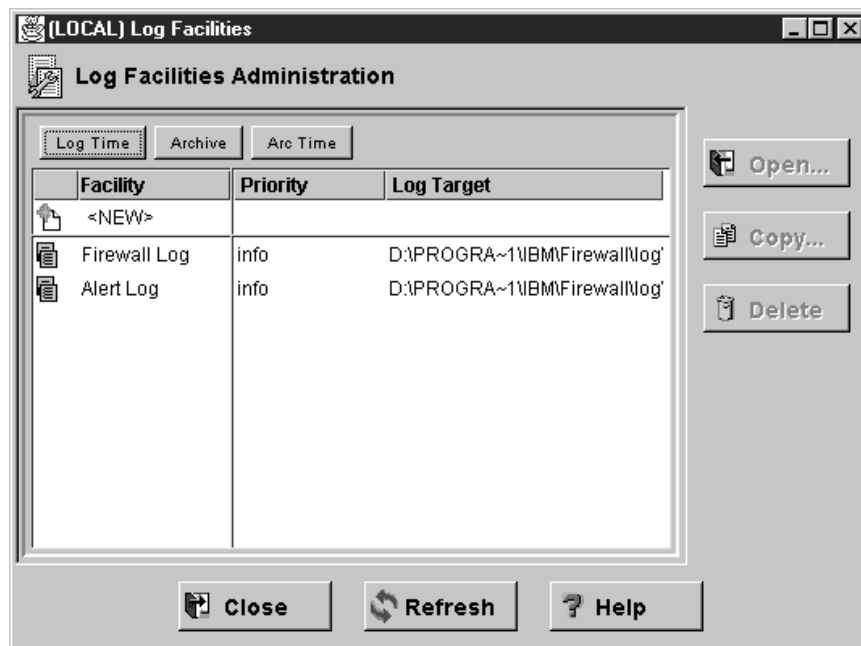 (LOCAL) Log Facilities
Log Facilities Administration
Log Time Archive Arc Time
Facility Priority Log Target
<NEW>
Firewall Log info D:\PROGRA~1\IBM\Firewall\log\
Alert Log info D:\PROGRA~1\IBM\Firewall\log\
Open...
Copy...
Delete
Close Refresh Help